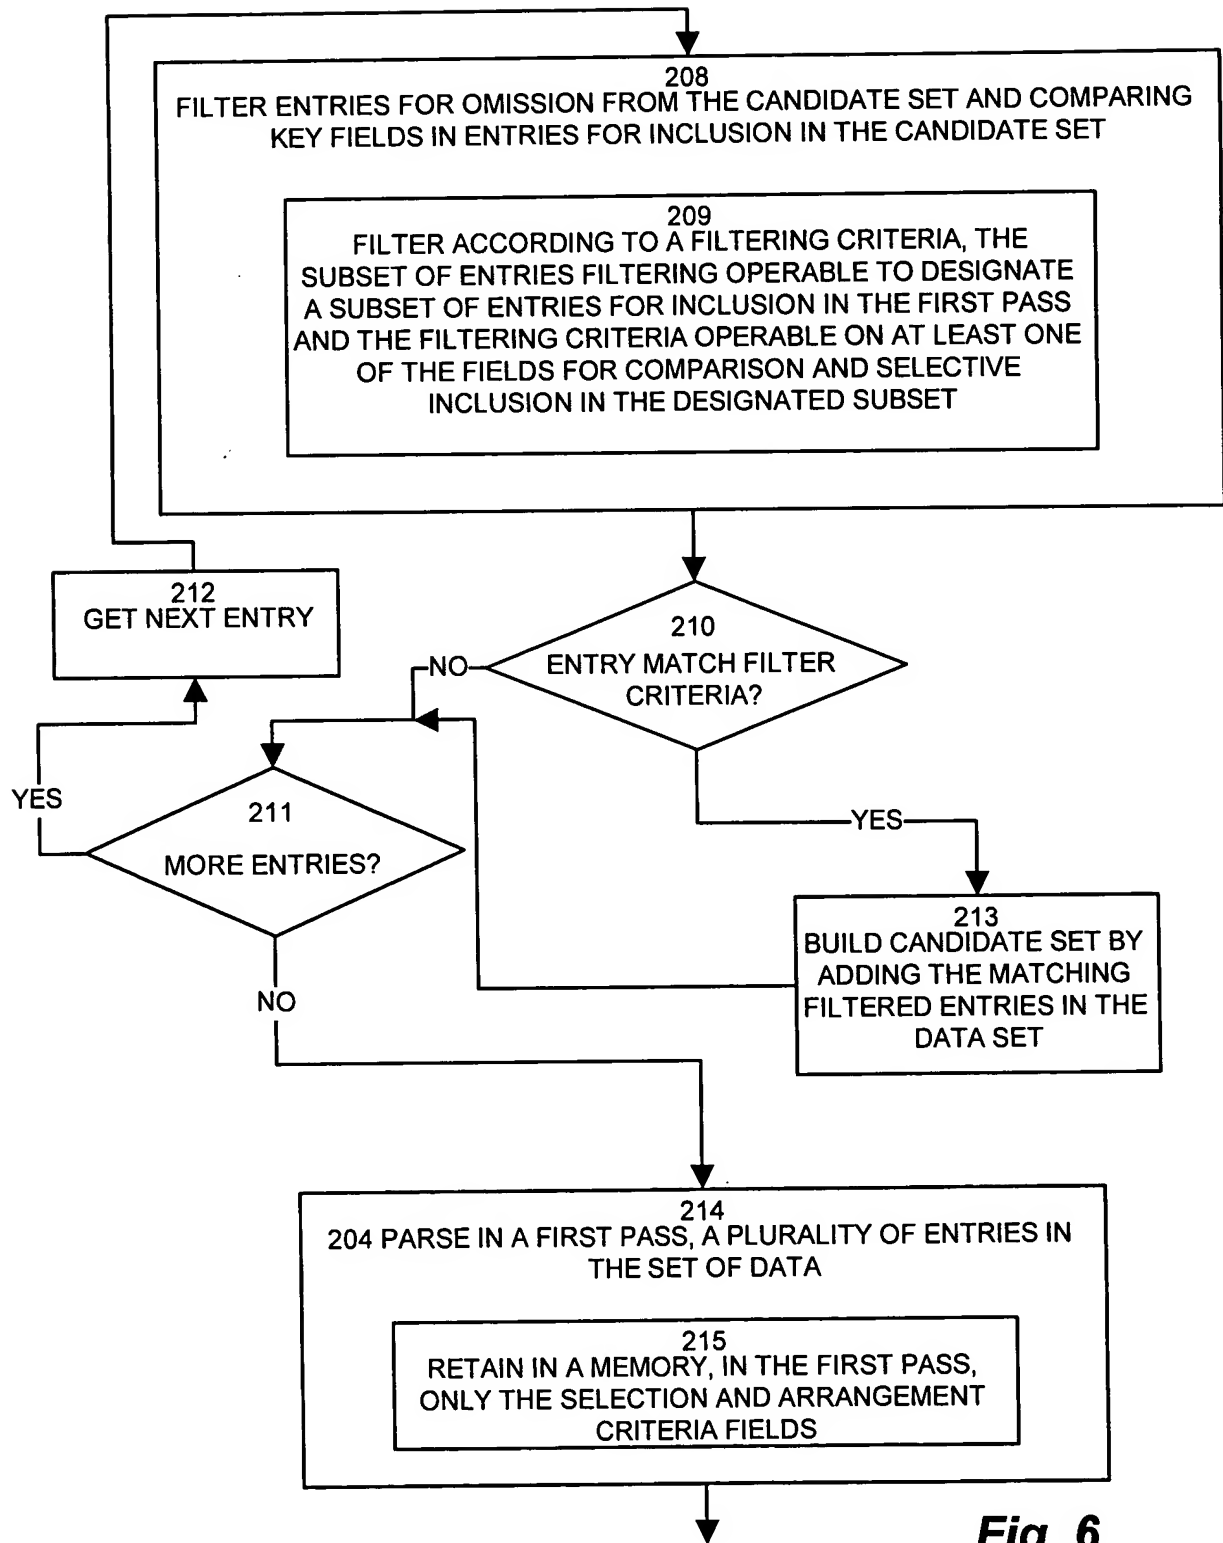 208
FILTER ENTRIES FOR OMISSION FROM THE CANDIDATE SET AND COMPARING
KEY FIELDS IN ENTRIES FOR INCLUSION IN THE CANDIDATE SET
209
FILTER ACCORDING TO A FILTERING CRITERIA, THE
SUBSET OF ENTRIES FILTERING OPERABLE TO DESIGNATE
A SUBSET OF ENTRIES FOR INCLUSION IN THE FIRST PASS
AND THE FILTERING CRITERIA OPERABLE ON AT LEAST ONE
OF THE FIELDS FOR COMPARISON AND SELECTIVE
INCLUSION IN THE DESIGNATED SUBSET
212
GET NEXT ENTRY
210
ENTRY MATCH FILTER
CRITERIA?
NO
YES
211
MORE ENTRIES?
YES
NO
213
BUILD CANDIDATE SET BY
ADDING THE MATCHING
FILTERED ENTRIES IN THE
DATA SET
214
204 PARSE IN A FIRST PASS, A PLURALITY OF ENTRIES IN
THE SET OF DATA
215
RETAIN IN A MEMORY, IN THE FIRST PASS,
ONLY THE SELECTION AND ARRANGEMENT
CRITERIA FIELDS
Fig. 6